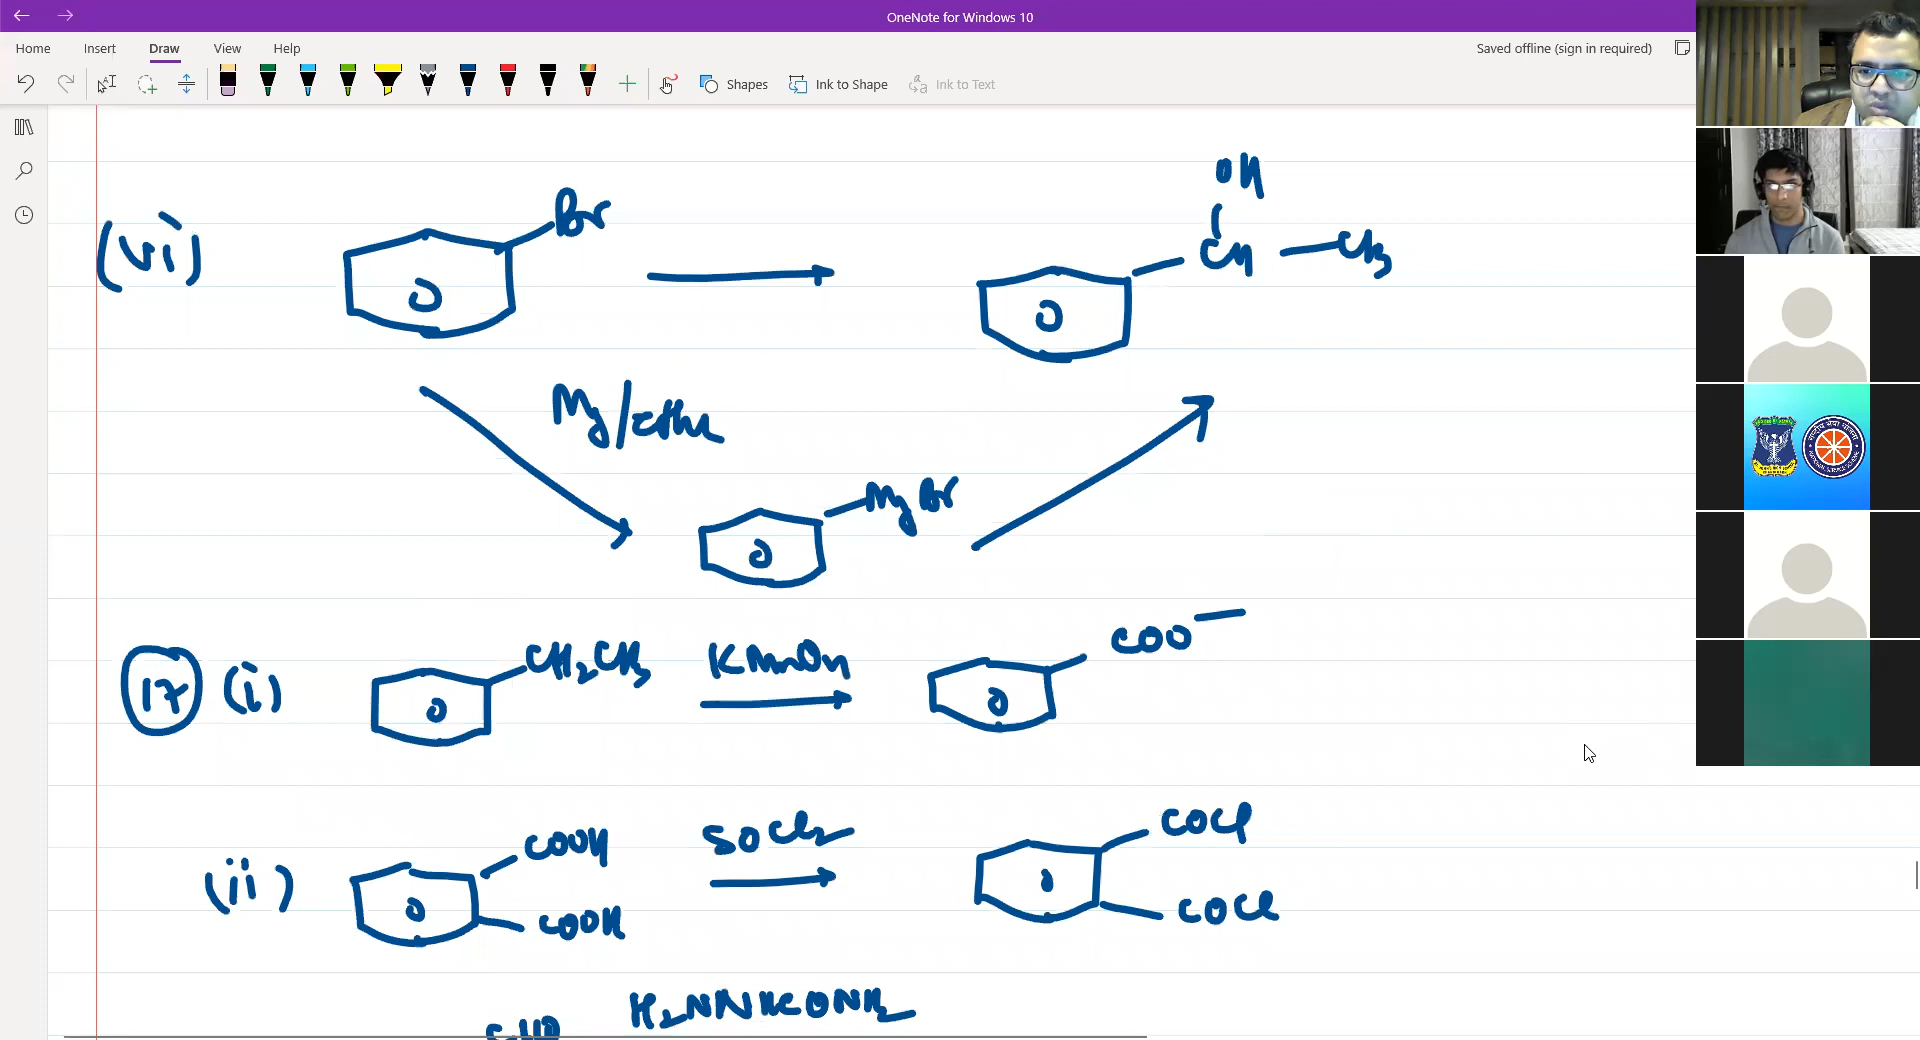 OneNote for Windows 10
Home Insert Draw View Help
Saved offline (sign in required)
Shapes Ink to Shape Ink to Text
OH
(vi) Br CH — CH3
O O
Mg/ether
MgBr
O
17 (i) CH2CH3 KMnO4 COO—
O O
(ii) COOH SOCl2 COCl
O O
COOH COCl
H2NNHCONH2
CHO